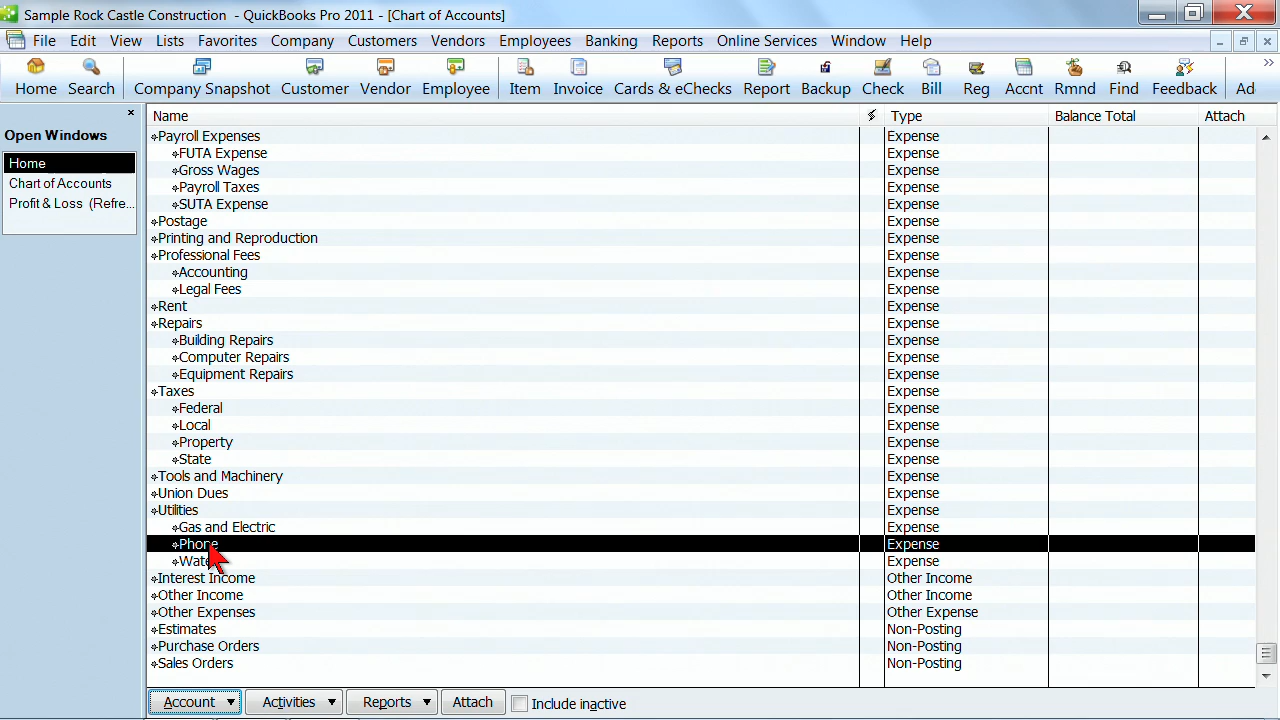 Sample Rock Castle Construction - QuickBooks Pro 2011 - [Chart of Accounts]
File Edit View Lists Favorites Company Customers Vendors Employees Banking Reports Online Services Window Help
Home Search Company Snapshot Customer Vendor Employee Item Invoice Cards & eChecks Report Backup Check Bill Reg Accnt Rmnd Find Feedback Ad
Open Windows
Home
Chart of Accounts
Profit & Loss (Refre...
Name Type Balance Total Attach
Payroll Expenses Expense
FUTA Expense Expense
Gross Wages Expense
Payroll Taxes Expense
SUTA Expense Expense
Postage Expense
Printing and Reproduction Expense
Professional Fees Expense
Accounting Expense
Legal Fees Expense
Rent Expense
Repairs Expense
Building Repairs Expense
Computer Repairs Expense
Equipment Repairs Expense
Taxes Expense
Federal Expense
Local Expense
Property Expense
State Expense
Tools and Machinery Expense
Union Dues Expense
Utilities Expense
Gas and Electric Expense
Phone Expense
Water Expense
Interest Income Other Income
Other Income Other Income
Other Expenses Other Expense
Estimates Non-Posting
Purchase Orders Non-Posting
Sales Orders Non-Posting
Account Activities Reports Attach Include inactive